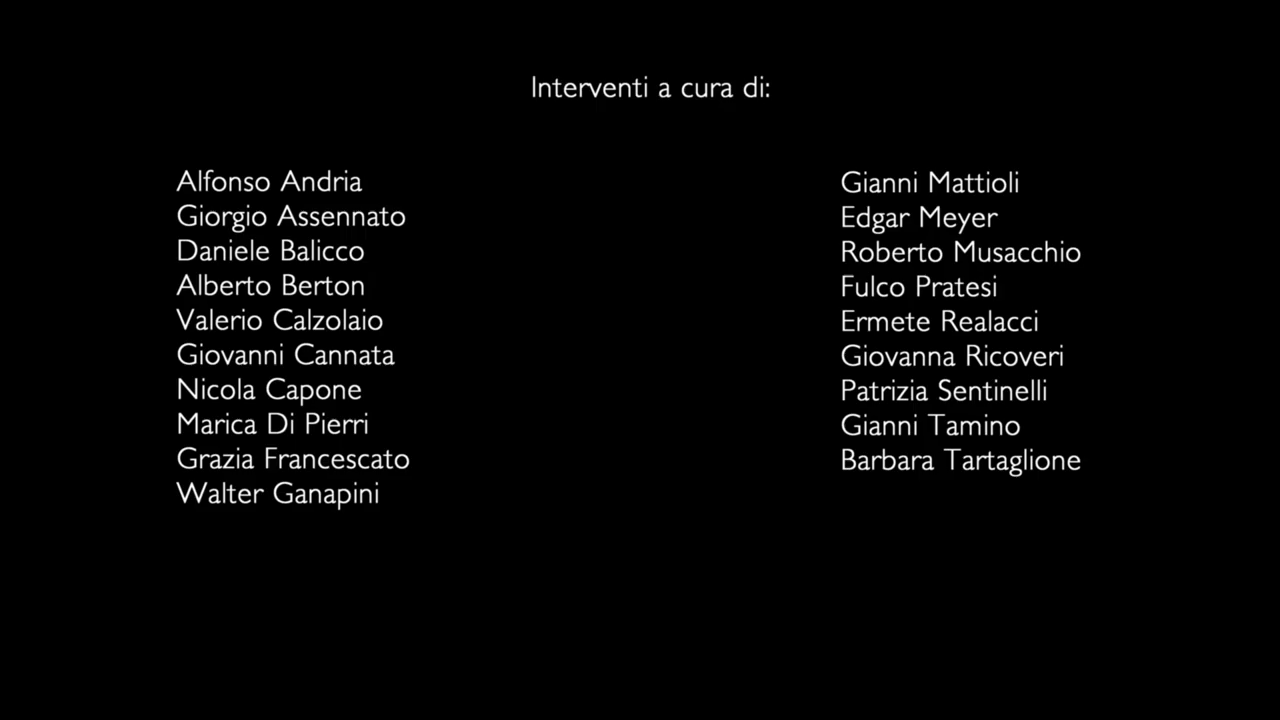 Interventi a cura di:
Alfonso Andria
Giorgio Assennato
Daniele Balicco
Alberto Berton
Valerio Calzolaio
Giovanni Cannata
Nicola Capone
Marica Di Pierri
Grazia Francescato
Walter Ganapini
Gianni Mattioli
Edgar Meyer
Roberto Musacchio
Fulco Pratesi
Ermete Realacci
Giovanna Ricoveri
Patrizia Sentinelli
Gianni Tamino
Barbara Tartaglione